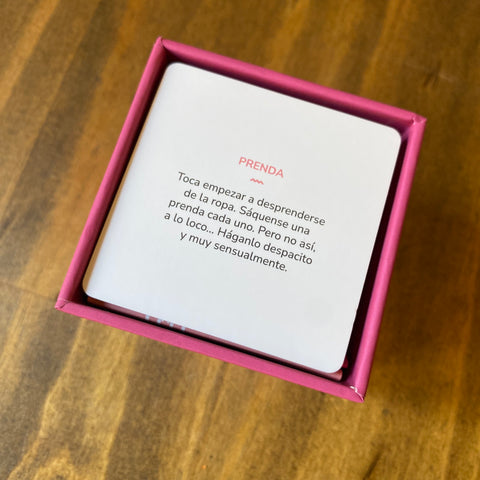 PRENDA
Toca empezar a desprenderse
de la ropa. Sáquense una
prenda cada uno. Pero no así,
a lo loco... Háganlo despacito
y muy sensualmente.